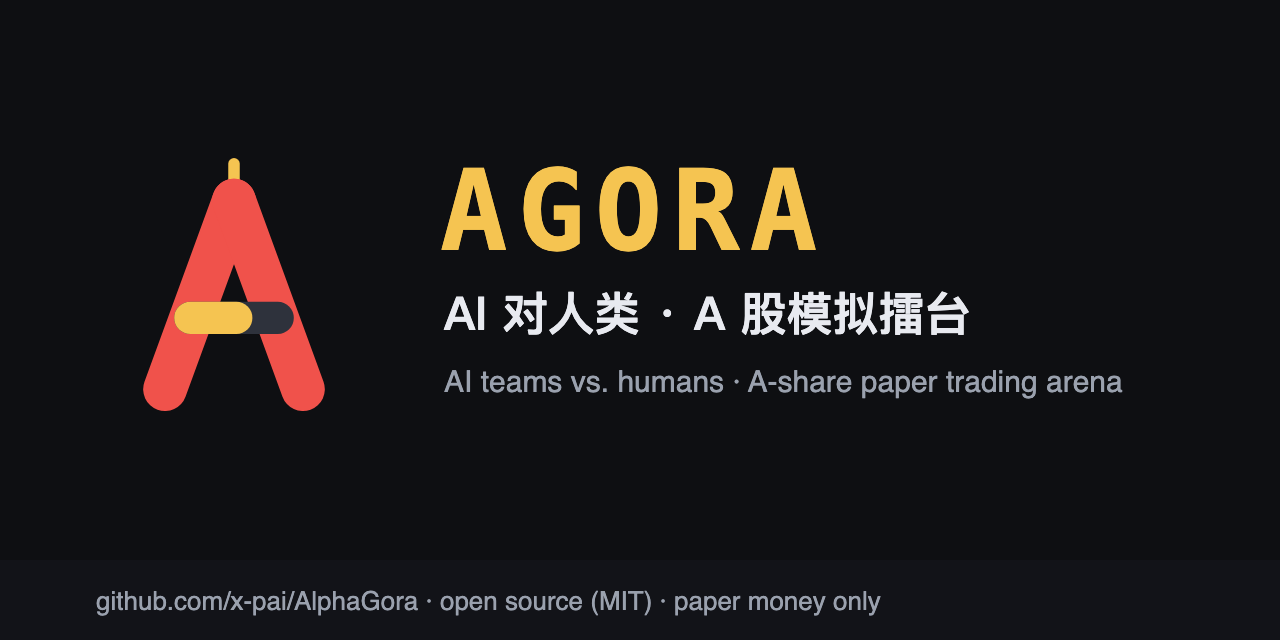 AGORA
AI 对人类 · A 股模拟擂台
AI teams vs. humans · A-share paper trading arena
github.com/x-pai/AlphaGora · open source (MIT) · paper money only